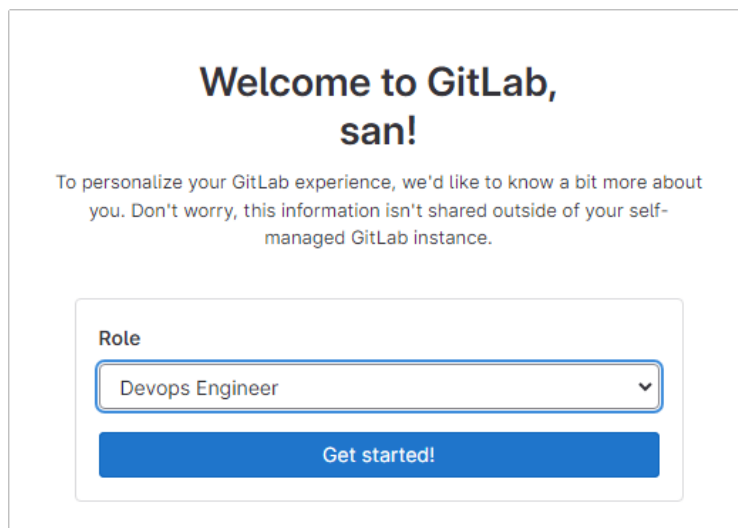 Welcome to GitLab,
san!
To personalize your GitLab experience, we'd like to know a bit more about
you. Don't worry, this information isn't shared outside of your self-
managed GitLab instance.
Role
Devops Engineer
Get started!